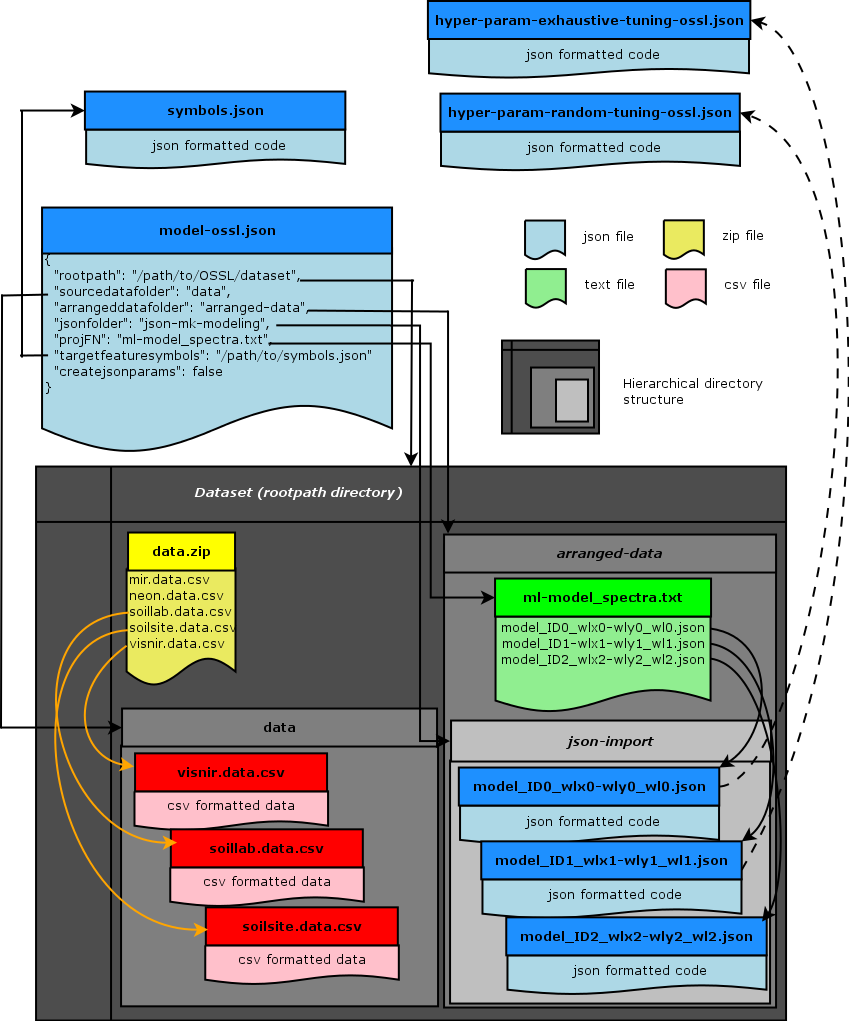 hyper-param-exhaustive-tuning-ossl.json
json formatted code
symbols.json
json formatted code
hyper-param-random-tuning-ossl.json
json formatted code
model-ossl.json
{
"rootpath": "/path/to/OSSL/dataset",
"sourcedatafolder": "data",
"arrangeddatafolder": "arranged-data",
"jsonfolder": "json-mk-modeling",
"projFN": "ml-model_spectra.txt",
"targetfeaturesymbols": "/path/to/symbols.json"
"createjsonparams": false
}
json file
zip file
text file
csv file
Hierarchical directory
structure
Dataset (rootpath directory)
data.zip
mir.data.csv
neon.data.csv
soillab.data.csv
soilsite.data.csv
visnir.data.csv
arranged-data
ml-model_spectra.txt
model_ID0_wlx0-wly0_wl0.json
model_ID1-wlx1-wly1_wl1.json
model_ID2_wlx2-wly2_wl2.json
data
visnir.data.csv
csv formatted data
soillab.data.csv
csv formatted data
soilsite.data.csv
csv formatted data
json-import
model_ID0_wlx0-wly0_wl0.json
json formatted code
model_ID1_wlx1-wly1_wl1.json
json formatted code
model_ID2_wlx2-wly2_wl2.json
json formatted code